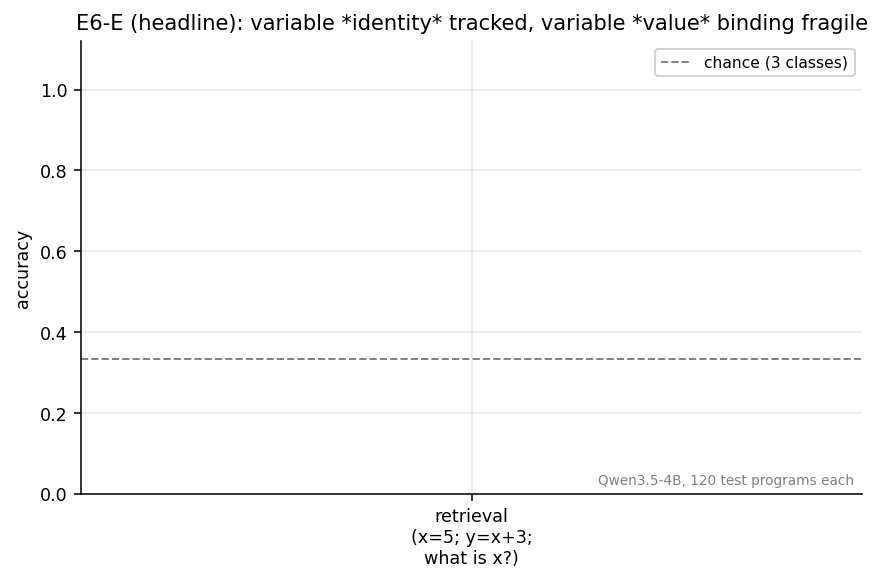 E6-E (headline): variable *identity* tracked, variable *value* binding fragile
chance (3 classes)
accuracy
1.0
0.8
0.6
0.4
0.2
0.0
Qwen3.5-4B, 120 test programs each
retrieval
(x=5; y=x+3;
what is x?)